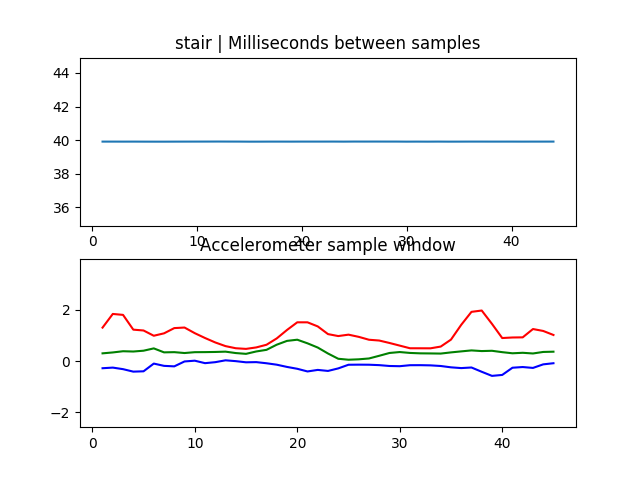 stair | Milliseconds between samples
44
42
40
38
36
0 10 20 30 40
Accelerometer sample window
2
0
−2
0 10 20 30 40